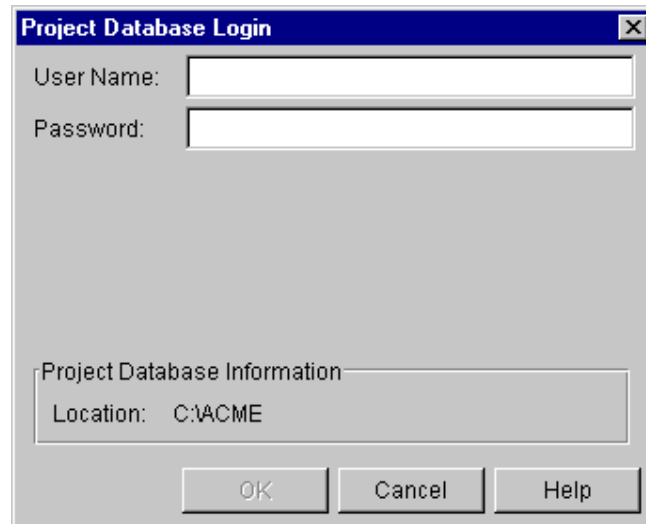 Project Database Login
User Name:
Password:
Project Database Information
Location: C:\ACME
OK Cancel Help